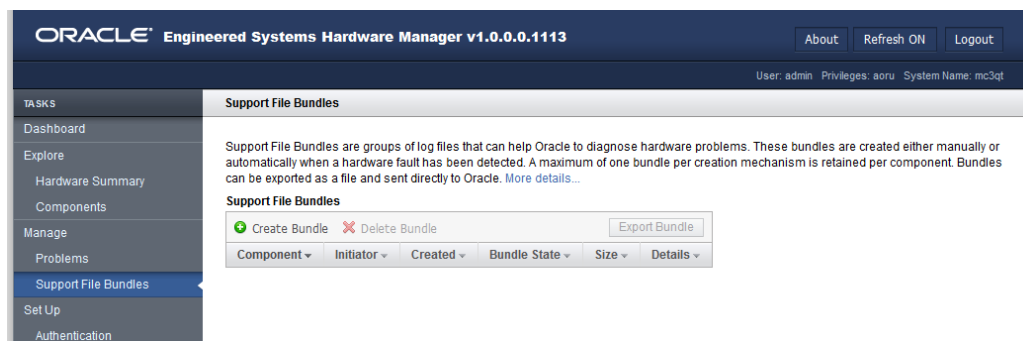 ORACLE Engineered Systems Hardware Manager v1.0.0.0.1113
About Refresh ON Logout
User: admin Privileges: aoru System Name: mc3qt
TASKS
Dashboard
Explore
Hardware Summary
Components
Manage
Problems
Support File Bundles
Set Up
Authentication
Support File Bundles
Support File Bundles are groups of log files that can help Oracle to diagnose hardware problems. These bundles are created either manually or
automatically when a hardware fault has been detected. A maximum of one bundle per creation mechanism is retained per component. Bundles
can be exported as a file and sent directly to Oracle. More details...
Support File Bundles
Create Bundle Delete Bundle Export Bundle
Component Initiator Created Bundle State Size Details